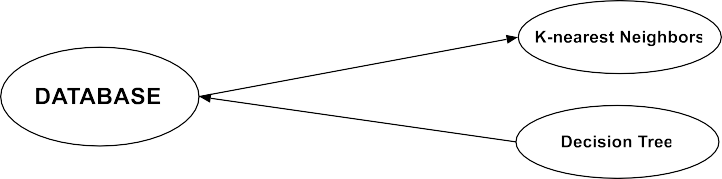 K-nearest Neighbors
DATABASE
Decision Tree